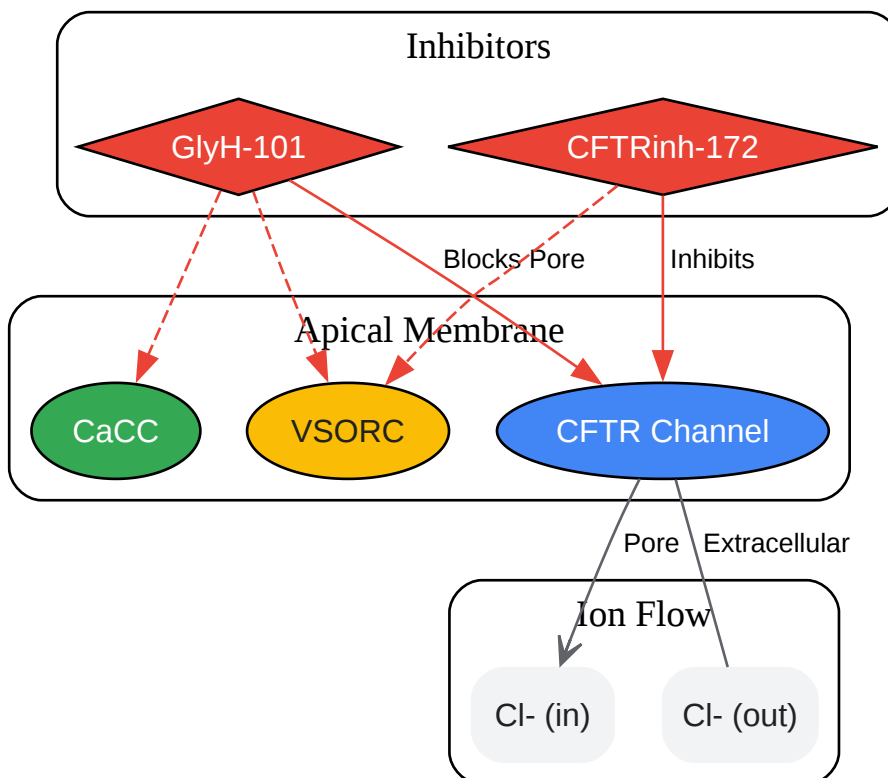 Inhibitors
GlyH-101
CFTRinh-172
Blocks Pore
Inhibits
Apical Membrane
CaCC
VSORC
CFTR Channel
Pore
Extracellular
Ion Flow
Cl- (in)
Cl- (out)